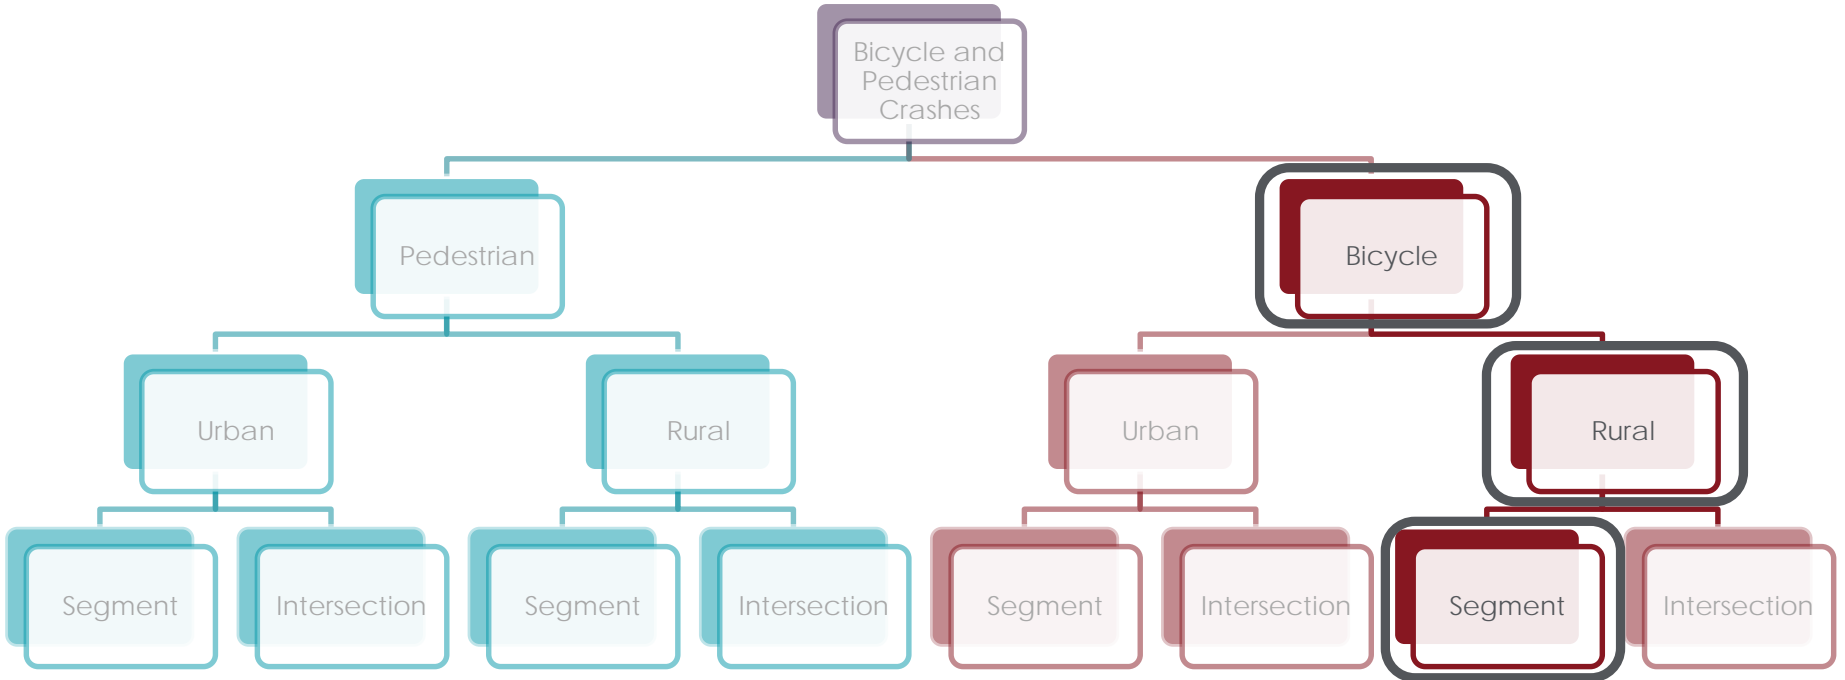 Bicycle and
Pedestrian
Crashes
Pedestrian
Bicycle
Urban
Rural
Urban
Rural
Segment
Intersection
Segment
Intersection
Segment
Intersection
Segment
Intersection